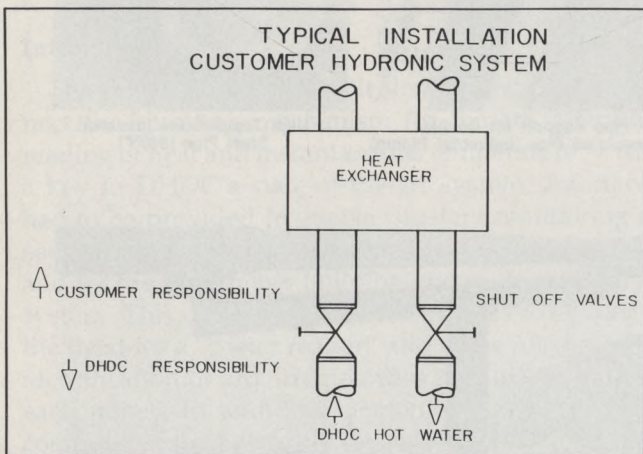 TYPICAL INSTALLATION
CUSTOMER HYDRONIC SYSTEM
HEAT
EXCHANGER
CUSTOMER RESPONSIBILITY
SHUT OFF VALVES
DHDC RESPONSIBILITY
DHDC HOT WATER